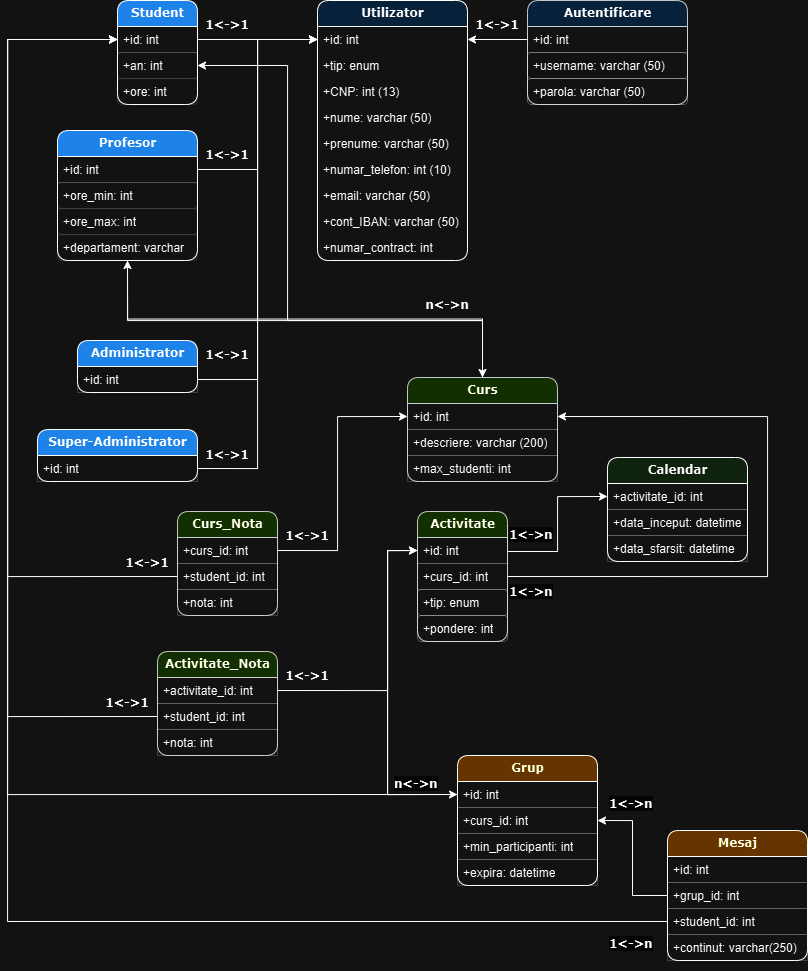 Student
+id: int
+an: int
+ore: int
1<->1
Utilizator
+id: int
+tip: enum
+CNP: int (13)
+nume: varchar (50)
+prenume: varchar (50)
+numar_telefon: int (10)
+email: varchar (50)
+cont_IBAN: varchar (50)
+numar_contract: int
1<->1
Autentificare
+id: int
+username: varchar (50)
+parola: varchar (50)
Profesor
+id: int
+ore_min: int
+ore_max: int
+departament: varchar
1<->1
n<->n
Administrator
+id: int
1<->1
Super-Administrator
+id: int
1<->1
Curs
+id: int
+descriere: varchar (200)
+max_studenti: int
Calendar
+activitate_id: int
+data_inceput: datetime
+data_sfarsit: datetime
Curs_Nota
+curs_id: int
+student_id: int
+nota: int
1<->1
1<->1
Activitate
+id: int
+curs_id: int
+tip: enum
+pondere: int
1<->n
1<->n
Activitate_Nota
+activitate_id: int
+student_id: int
+nota: int
1<->1
1<->1
n<->n
Grup
+id: int
+curs_id: int
+min_participanti: int
+expira: datetime
1<->n
Mesaj
+id: int
+grup_id: int
+student_id: int
+continut: varchar(250)
1<->n